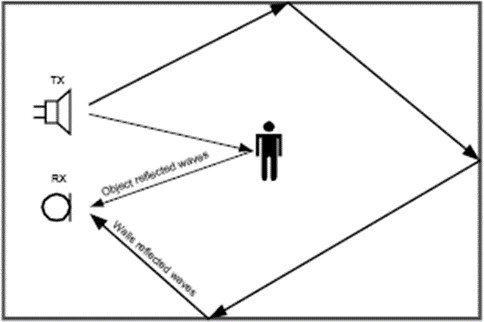 TX
RX
Object reflected waves
Walls reflected waves